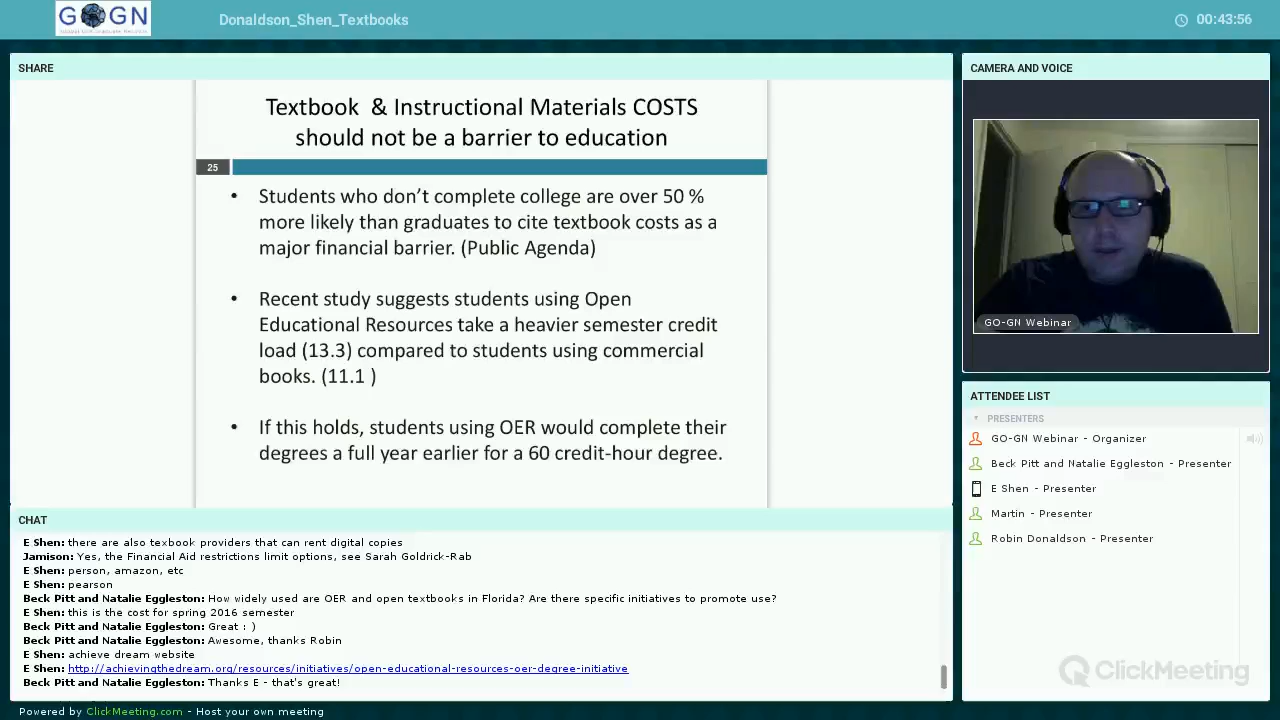 GOGN
Donaldson_Shen_Textbooks
00:43:56
SHARE
Textbook & Instructional Materials COSTS
should not be a barrier to education
25
• Students who don’t complete college are over 50 %
more likely than graduates to cite textbook costs as a
major financial barrier. (Public Agenda)
• Recent study suggests students using Open
Educational Resources take a heavier semester credit
load (13.3) compared to students using commercial
books. (11.1 )
• If this holds, students using OER would complete their
degrees a full year earlier for a 60 credit-hour degree.
CHAT
E Shen: there are also texbook providers that can rent digital copies
Jamison: Yes, the Financial Aid restrictions limit options, see Sarah Goldrick-Rab
E Shen: person, amazon, etc
E Shen: pearson
Beck Pitt and Natalie Eggleston: How widely used are OER and open textbooks in Florida? Are there specific initiatives to promote use?
E Shen: this is the cost for spring 2016 semester
Beck Pitt and Natalie Eggleston: Great : )
Beck Pitt and Natalie Eggleston: Awesome, thanks Robin
E Shen: achieve dream website
E Shen: http://achievingthedream.org/resources/initiatives/open-educational-resources-oer-degree-initiative
Beck Pitt and Natalie Eggleston: Thanks E - that's great!
CAMERA AND VOICE
GO-GN Webinar
ATTENDEE LIST
PRESENTERS
GO-GN Webinar - Organizer
Beck Pitt and Natalie Eggleston - Presenter
E Shen - Presenter
Martin - Presenter
Robin Donaldson - Presenter
ClickMeeting
Powered by ClickMeeting.com - Host your own meeting